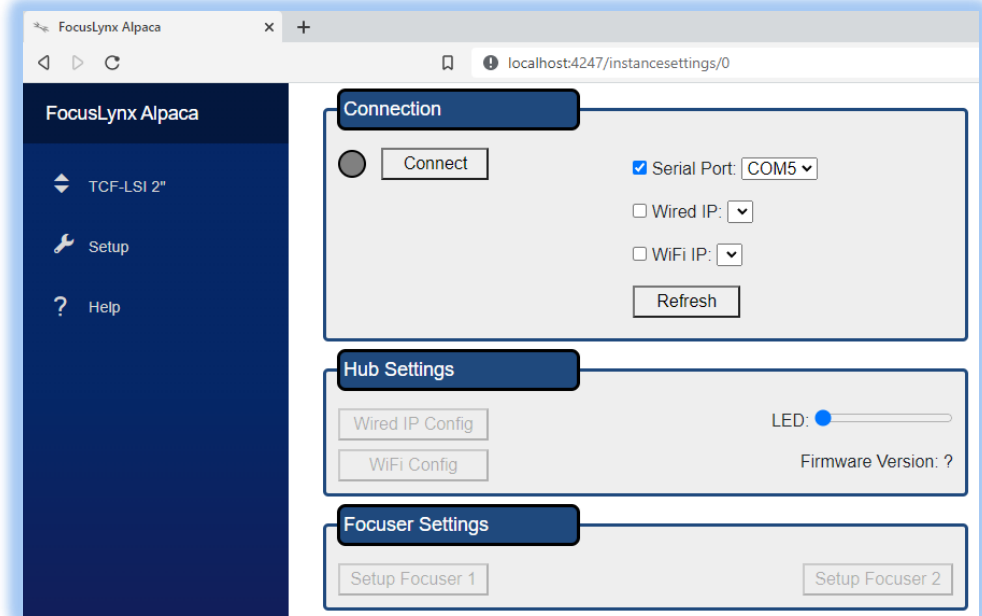 FocusLynx Alpaca
localhost:4247/instancesettings/0
FocusLynx Alpaca
TCF-LSI 2"
Setup
Help
Connection
Connect
Serial Port: COM5
Wired IP:
WiFi IP:
Refresh
Hub Settings
Wired IP Config
WiFi Config
LED:
Firmware Version: ?
Focuser Settings
Setup Focuser 1
Setup Focuser 2